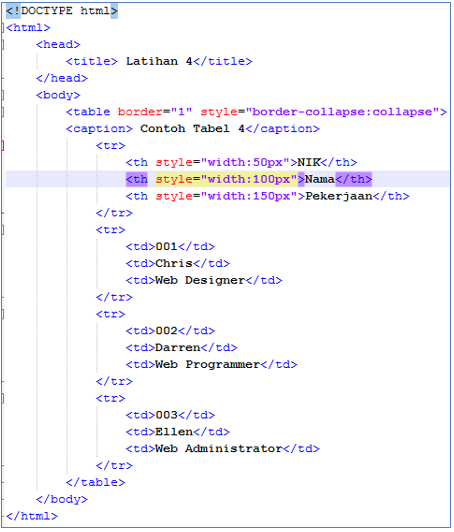 <!DOCTYPE html>
<html>
<head>
<title> Latihan 4</title>
</head>
<body>
<table border="1" style="border-collapse:collapse">
<caption> Contoh Tabel 4</caption>
<tr>
<th style="width:50px">NIK</th>
<th style="width:100px">Nama</th>
<th style="width:150px">Pekerjaan</th>
</tr>
<tr>
<td>001</td>
<td>Chris</td>
<td>Web Designer</td>
</tr>
<tr>
<td>002</td>
<td>Darren</td>
<td>Web Programmer</td>
</tr>
<tr>
<td>003</td>
<td>Ellen</td>
<td>Web Administrator</td>
</tr>
</table>
</body>
</html>